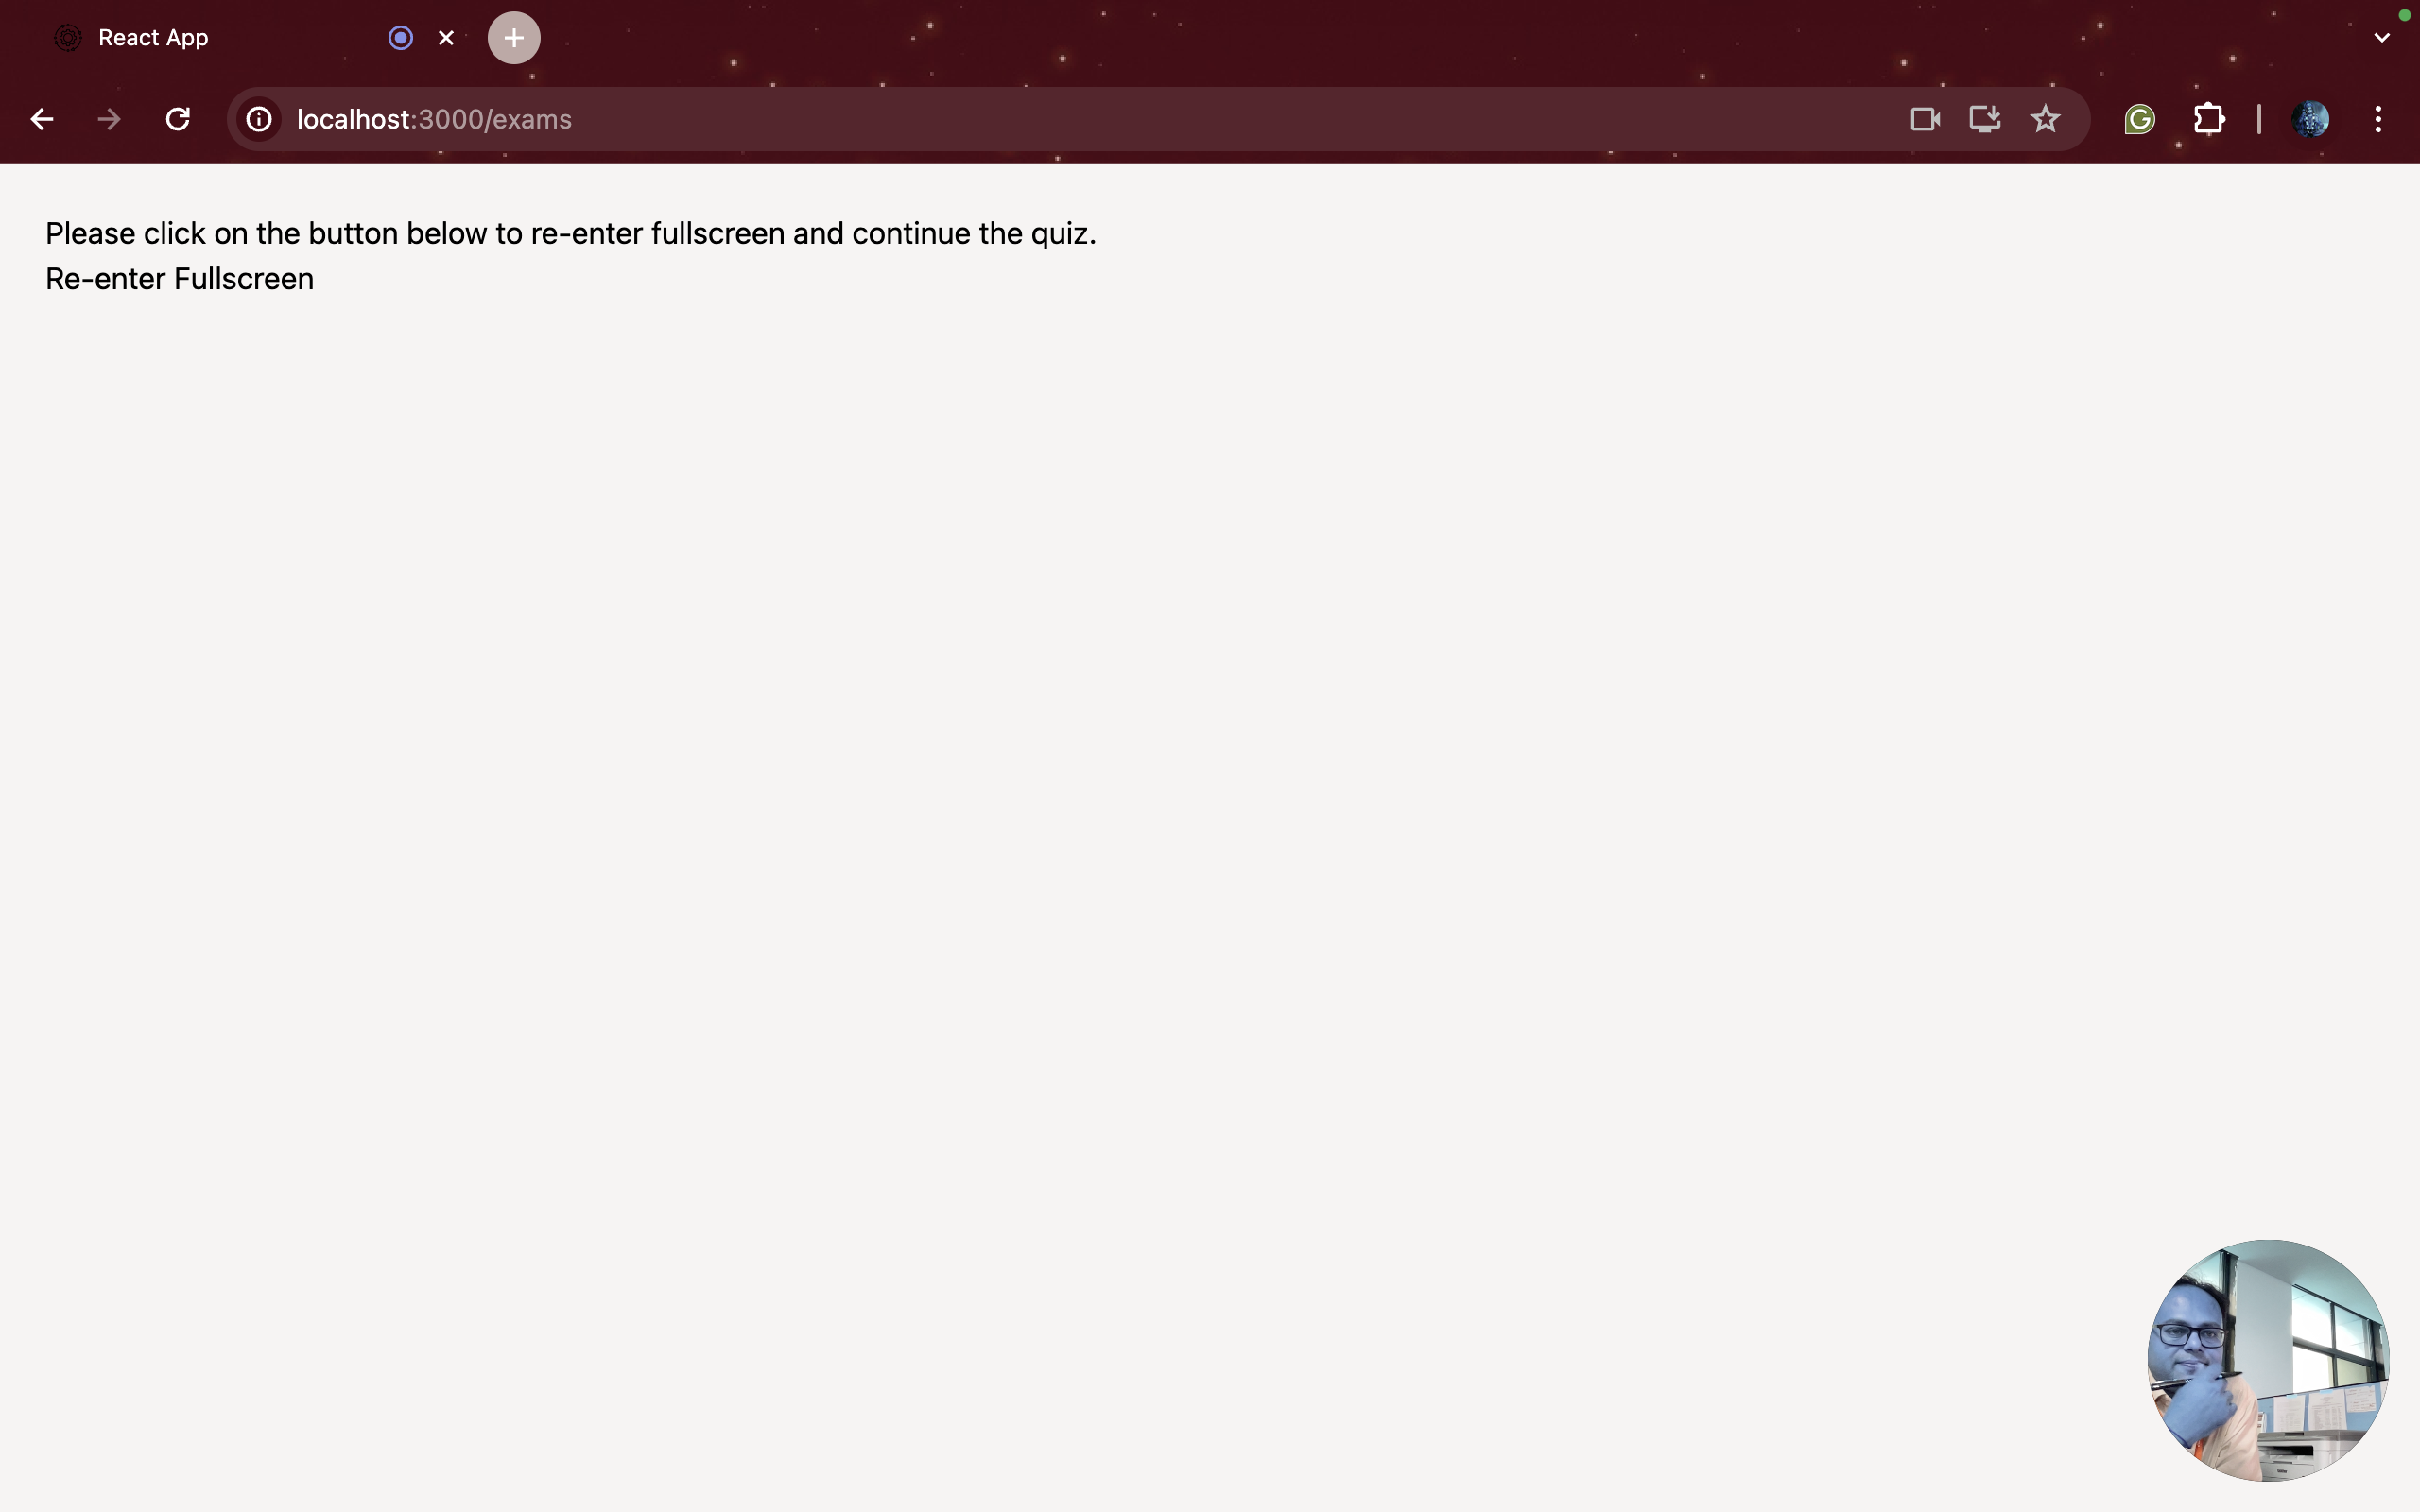 React App
localhost:3000/exams
Please click on the button below to re-enter fullscreen and continue the quiz.
Re-enter Fullscreen